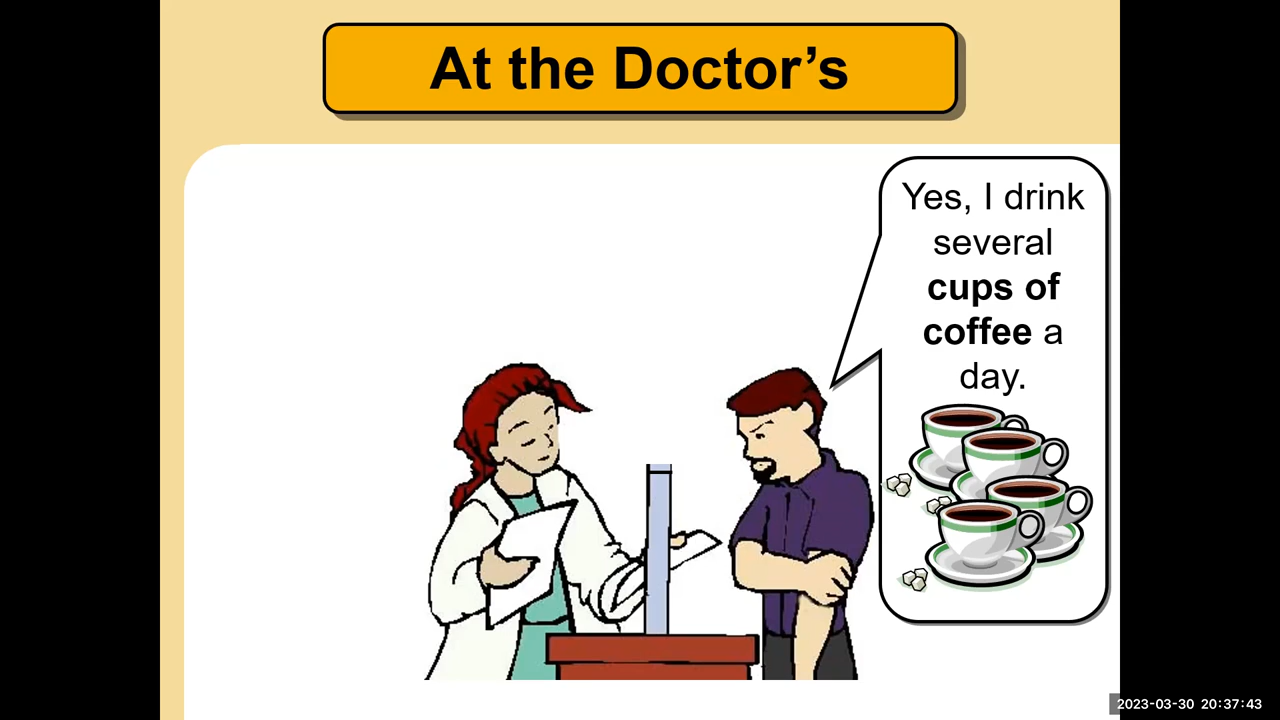 At the Doctor’s
Yes, I drink
several
cups of
coffee a
day.
2023-03-30 20:37:43